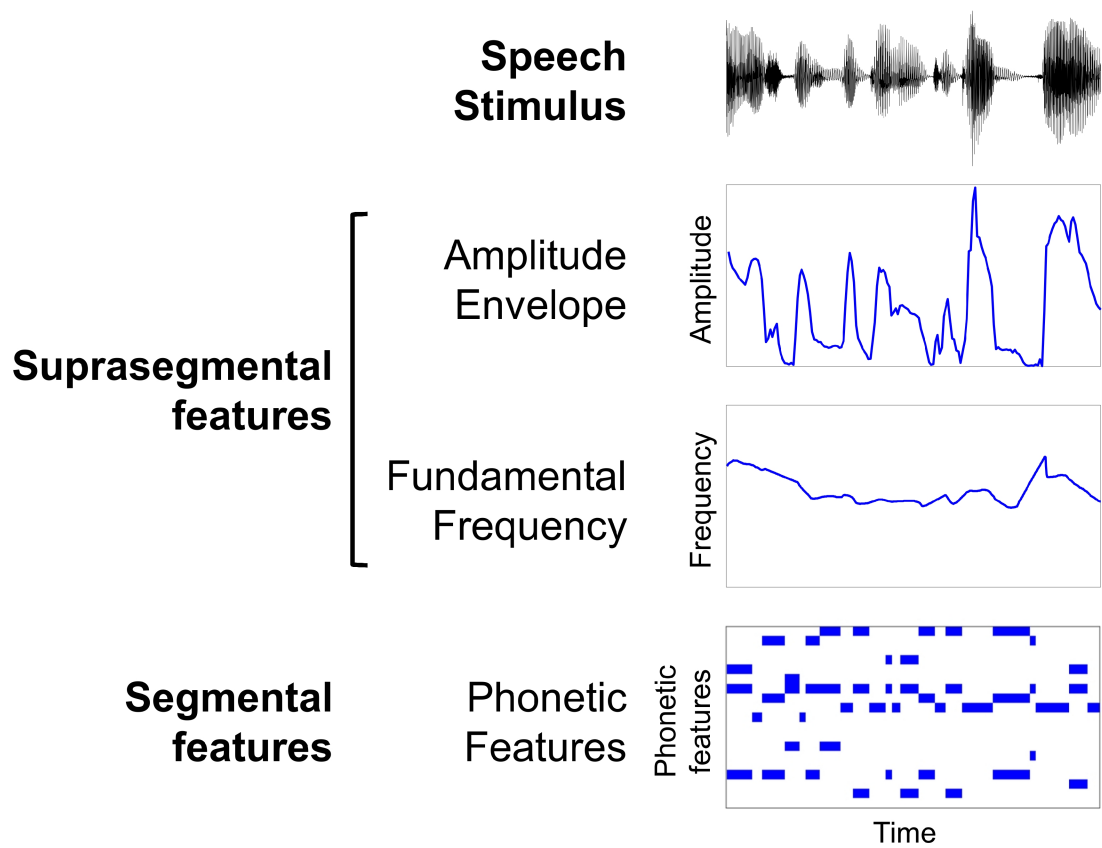 Speech
Stimulus
Amplitude
Envelope
Amplitude
Suprasegmental
features
Fundamental
Frequency
Frequency
Segmental
features
Phonetic
Features
Phonetic
features
Time